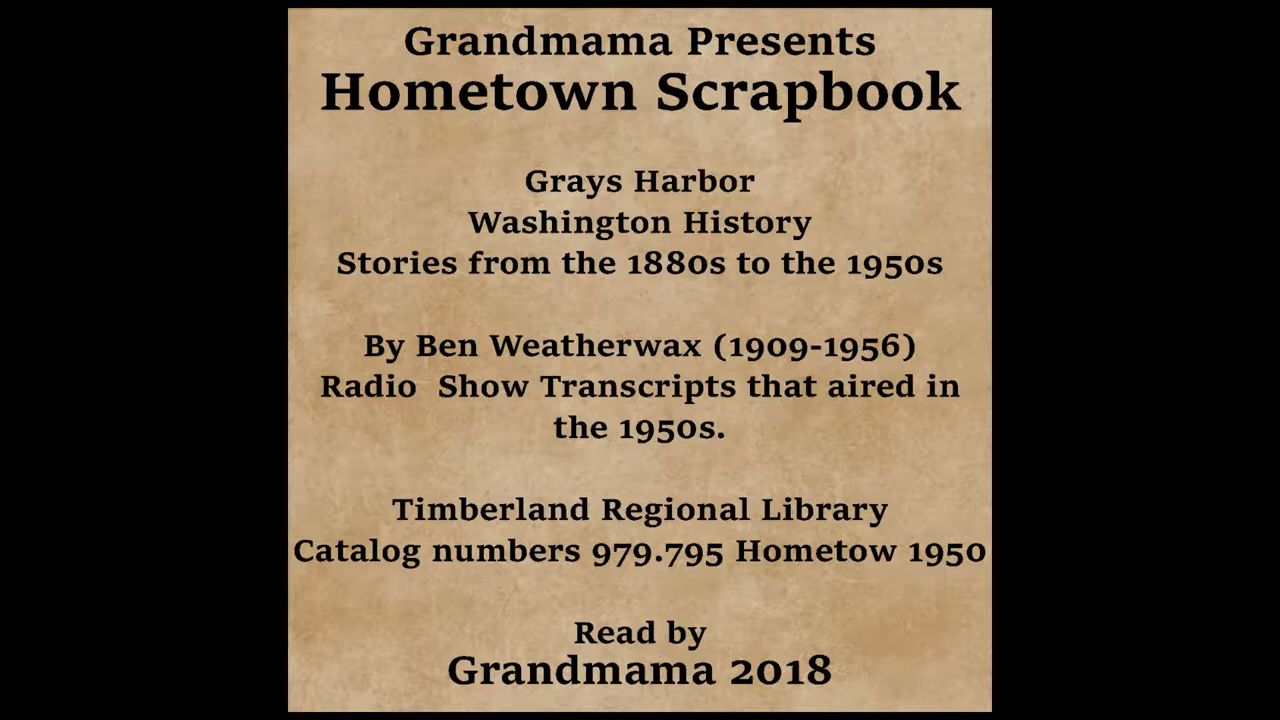 Grandmama Presents
Hometown Scrapbook
Grays Harbor
Washington History
Stories from the 1880s to the 1950s
By Ben Weatherwax (1909-1956)
Radio  Show Transcripts that aired in
the 1950s.
Timberland Regional Library
Catalog numbers 979.795 Hometow 1950
Read by
Grandmama 2018